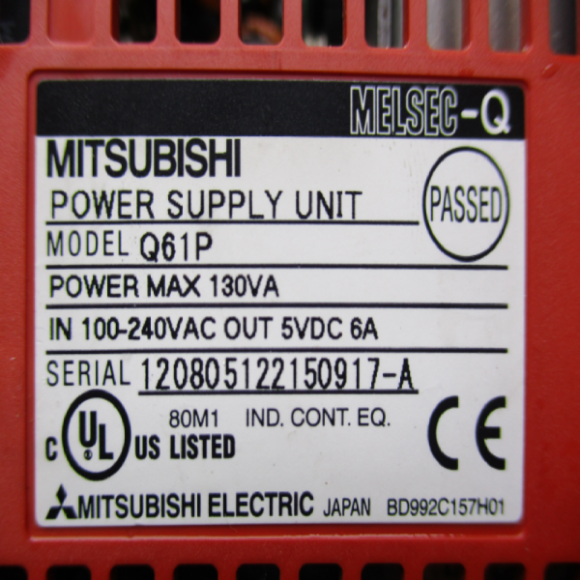 MELSEC-Q
MITSUBISHI
POWER SUPPLY UNIT
PASSED
MODEL Q61P
POWER MAX 130VA
IN 100-240VAC OUT 5VDC 6A
SERIAL 120805122150917-A
80M1 IND. CONT. EQ.
C UL US LISTED
CE
MITSUBISHI ELECTRIC JAPAN BD992C157H01